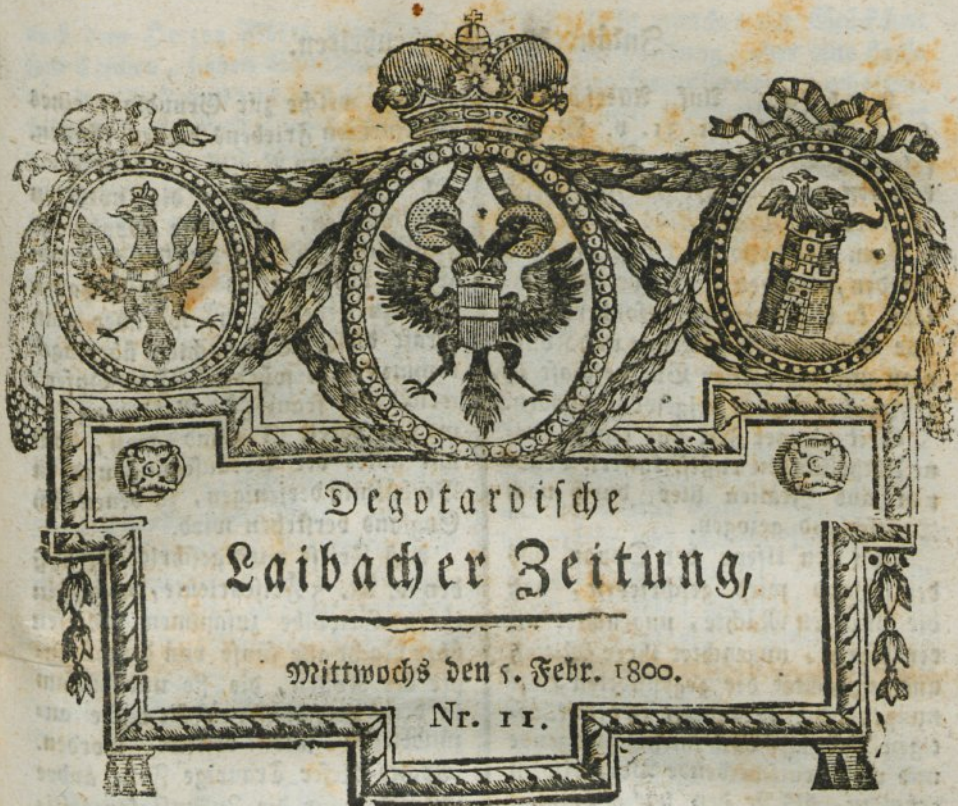 Degotardische
Laibacher Zeitung,
Mittwochs den 5. Febr. 1800.
Nr. 11.